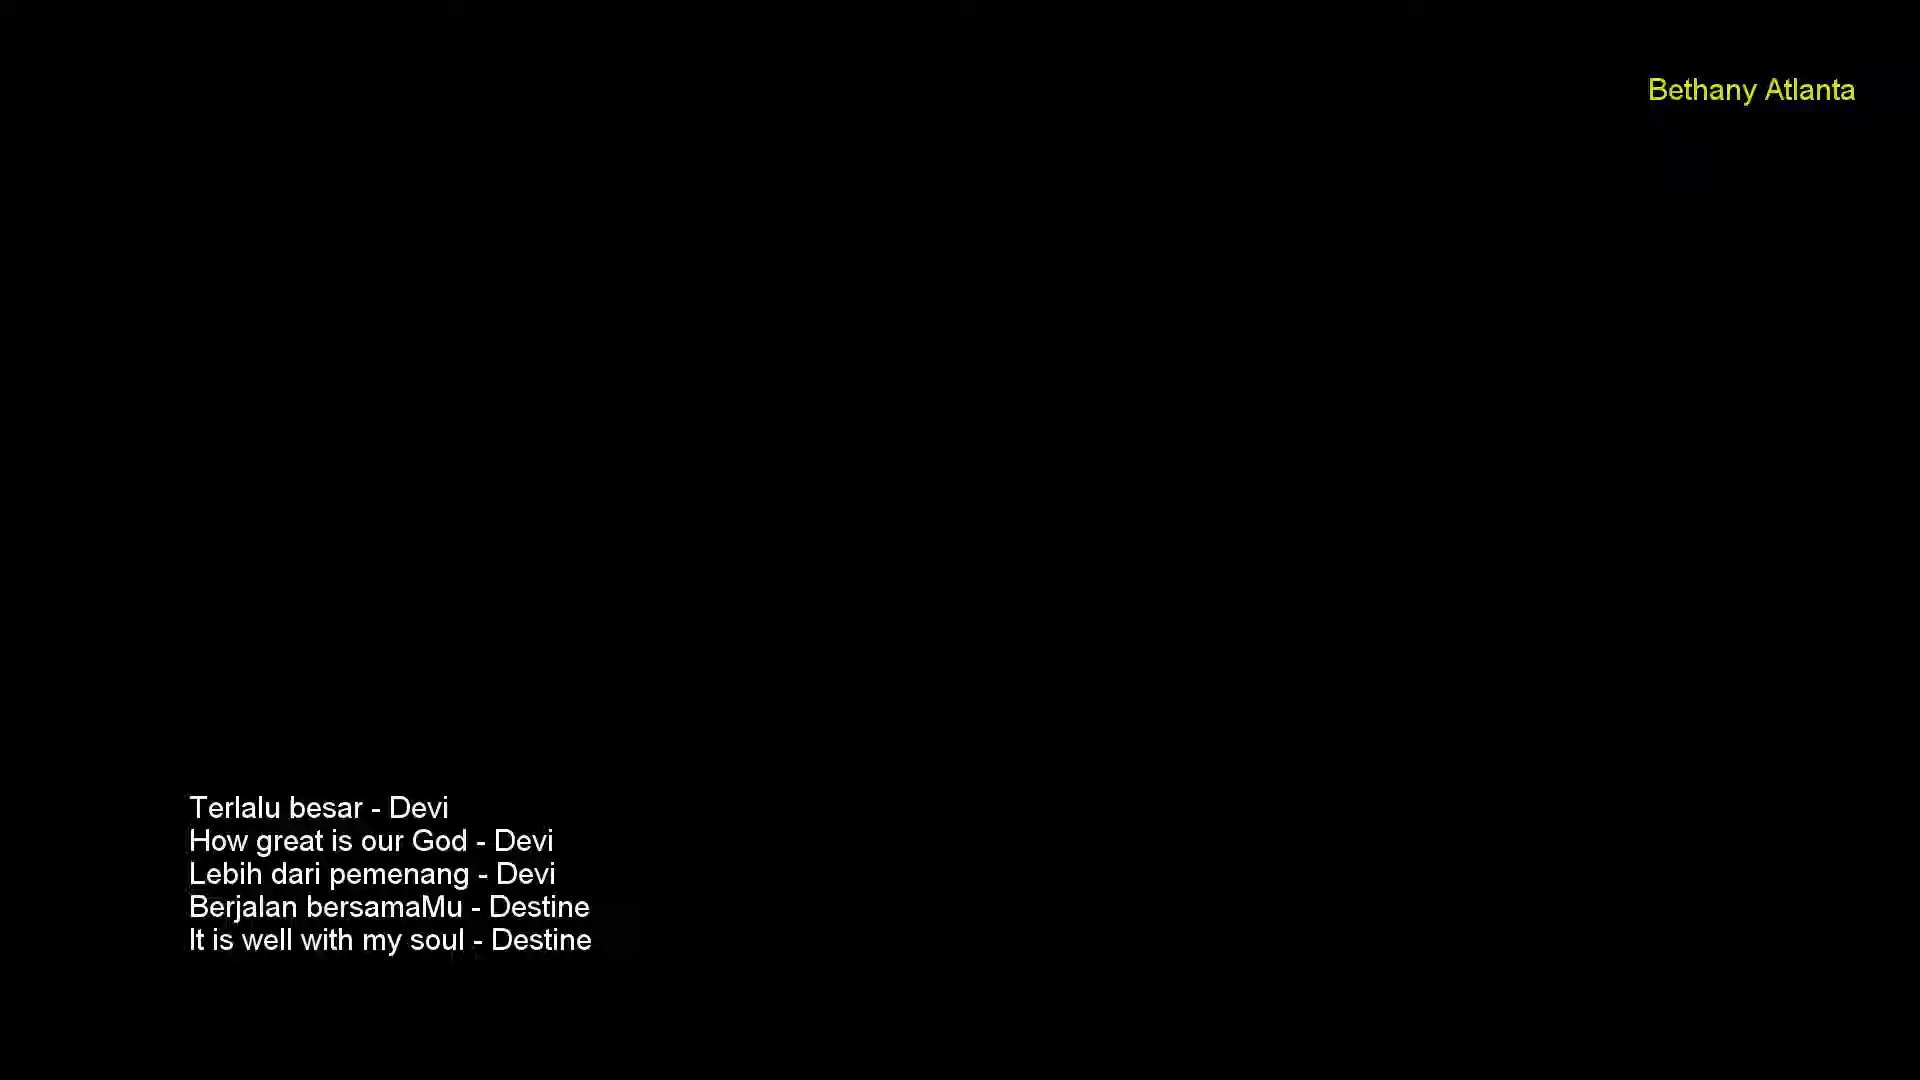 Bethany Atlanta
Terlalu besar - Devi
How great is our God - Devi
Lebih dari pemenang - Devi
Berjalan bersamaMu - Destine
It is well with my soul - Destine